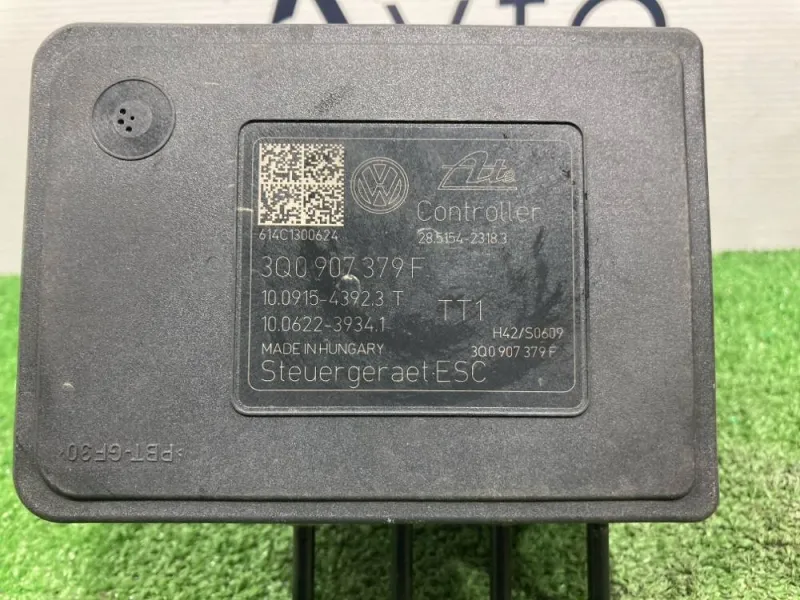 Ate
Controller
614C1300624
28.5154-2318.3
3Q0 907 379 F
10.0915-4392.3 T
TT1
10.0622-3934.1
H42/S0609
MADE IN HUNGARY
3Q0 907 379 F
Steuergeraet ESC
>PBT-GF30<